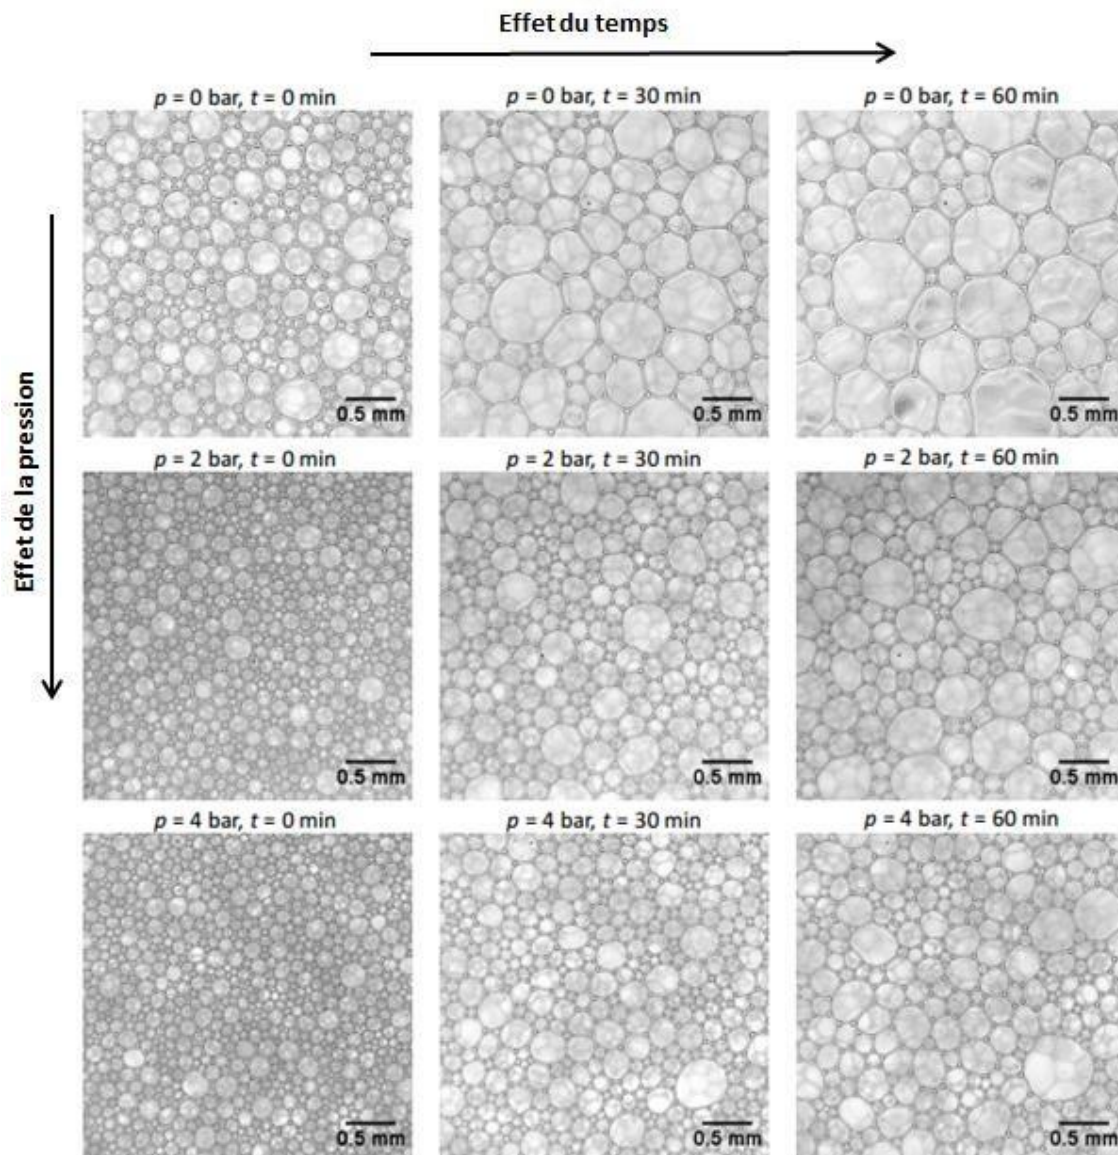 Effet du temps
p = 0 bar, t = 0 min
p = 0 bar, t = 30 min
p = 0 bar, t = 60 min
0.5 mm
0.5 mm
0.5 mm
Effet de la pression
p = 2 bar, t = 0 min
p = 2 bar, t = 30 min
p = 2 bar, t = 60 min
0.5 mm
0.5 mm
0.5 mm
p = 4 bar, t = 0 min
p = 4 bar, t = 30 min
p = 4 bar, t = 60 min
0.5 mm
0.5 mm
0.5 mm